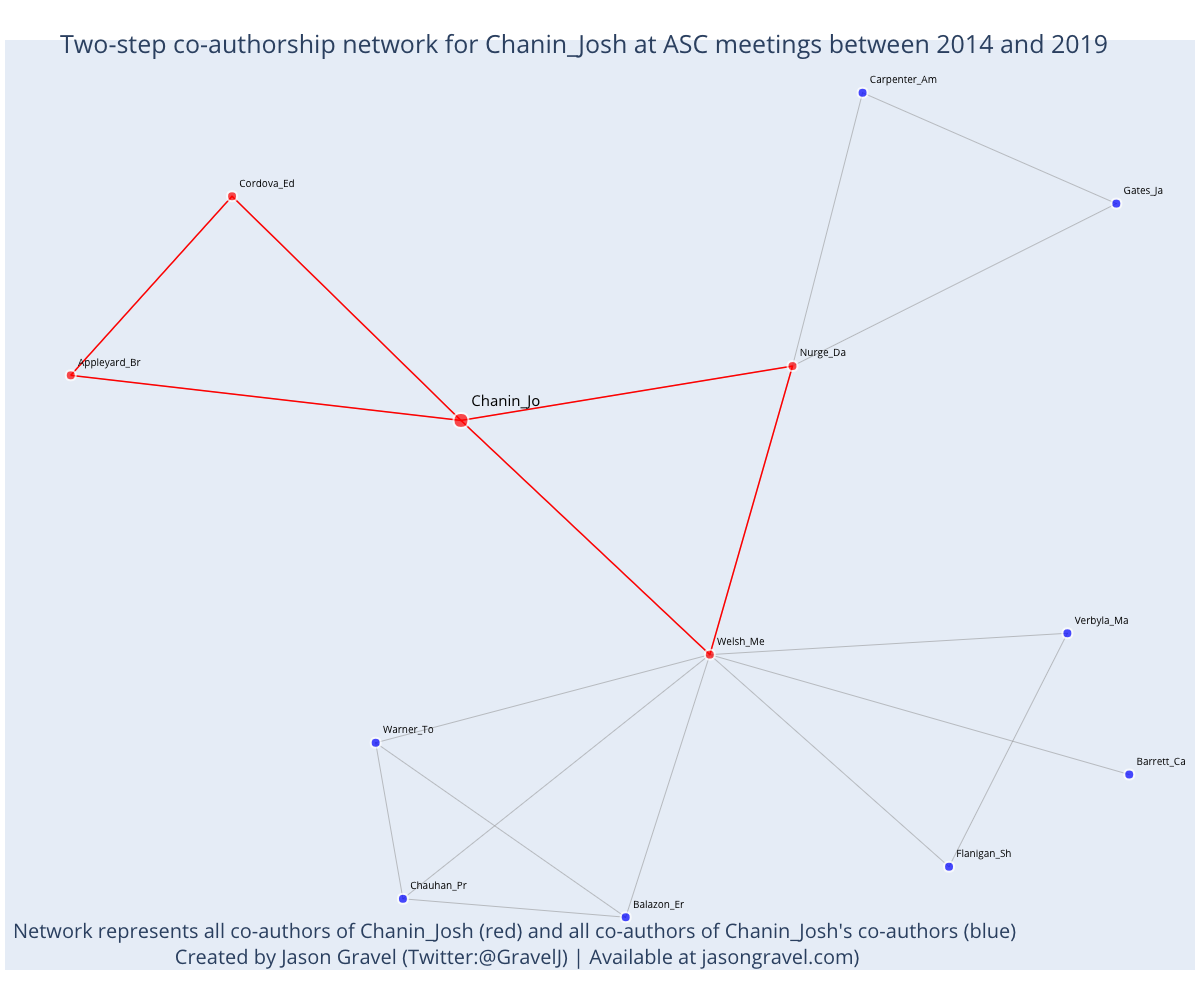 Two-step co-authorship network for Chanin_Josh at ASC meetings between 2014 and 2019
Carpenter_Am
Cordova_Ed
Gates_Ja
Nurge_Da
Appleyard_Br
Chanin_Jo
Verbyla_Ma
Welsh_Me
Warner_To
Barrett_Ca
Flanigan_Sh
Chauhan_Pr
Balazon_Er
Network represents all co-authors of Chanin_Josh (red) and all co-authors of Chanin_Josh's co-authors (blue)
Created by Jason Gravel (Twitter:@GravelJ) | Available at jasongravel.com)